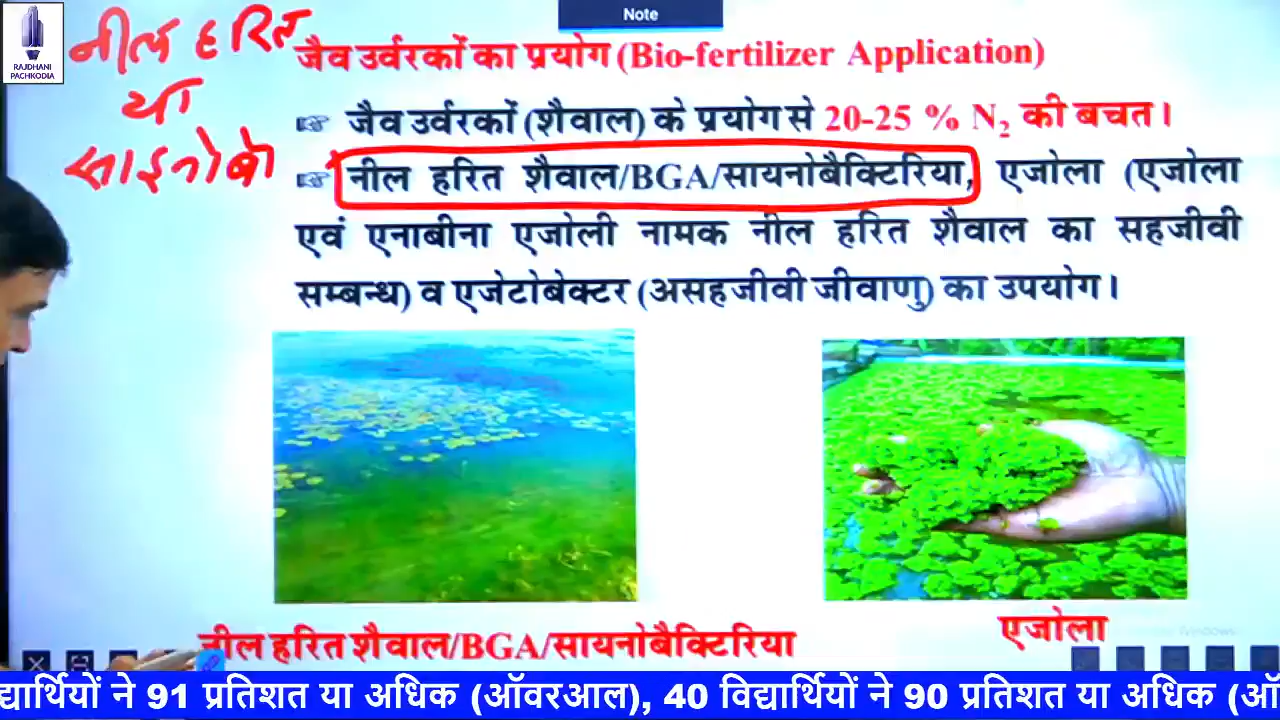 Note
RAJDHANI
PACHKODIA
नील हरित
या
साइनोबै
जैव उर्वरकों का प्रयोग (Bio-fertilizer Application)
जैव उर्वरकों (शैवाल) के प्रयोग से 20-25 % N₂ की बचत।
नील हरित शैवाल/BGA/सायनोबैक्टिरिया, एजोला (एजोला
एवं एनाबीना एजोली नामक नील हरित शैवाल का सहजीवी
सम्बन्ध) व एजेटोबेक्टर (असहजीवी जीवाणु) का उपयोग।
नील हरित शैवाल/BGA/सायनोबैक्टिरिया
एजोला
द्यार्थियों ने 91 प्रतिशत या अधिक (ऑवरआल), 40 विद्यार्थियों ने 90 प्रतिशत या अधिक (ऑ